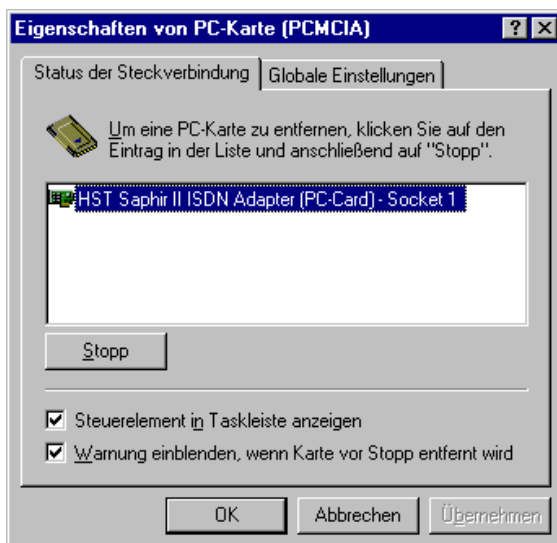 Eigenschaften von PC-Karte (PCMCIA)
Status der Steckverbindung
Globale Einstellungen
Um eine PC-Karte zu entfernen, klicken Sie auf den
Eintrag in der Liste und anschließend auf "Stopp".
HST Saphir II ISDN Adapter (PC-Card) - Socket 1
Stopp
Steuerelement in Taskleiste anzeigen
Warnung einblenden, wenn Karte vor Stopp entfernt wird
OK
Abbrechen
Übernehmen